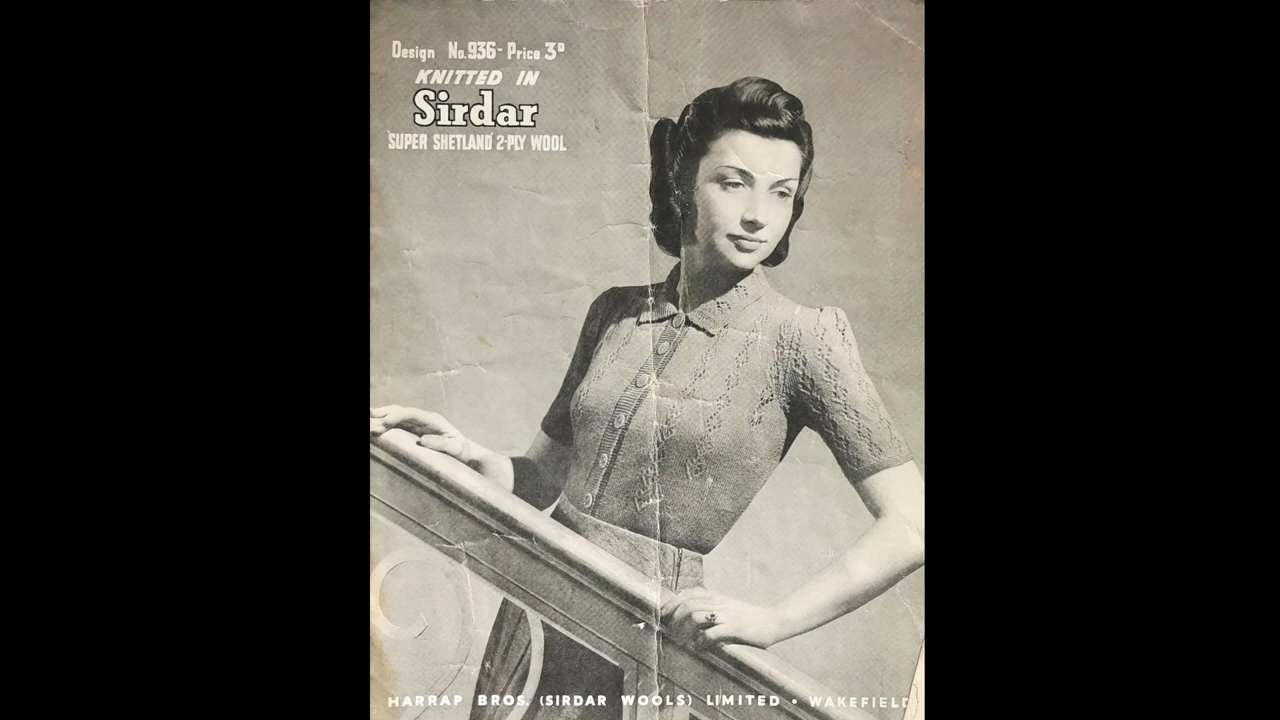 Design No.936-Price 3ᴰ
KNITTED IN
Sirdar
'SUPER SHETLAND' 2-PLY WOOL
HARRAP BROS. (SIRDAR WOOLS) LIMITED • WAKEFIELD